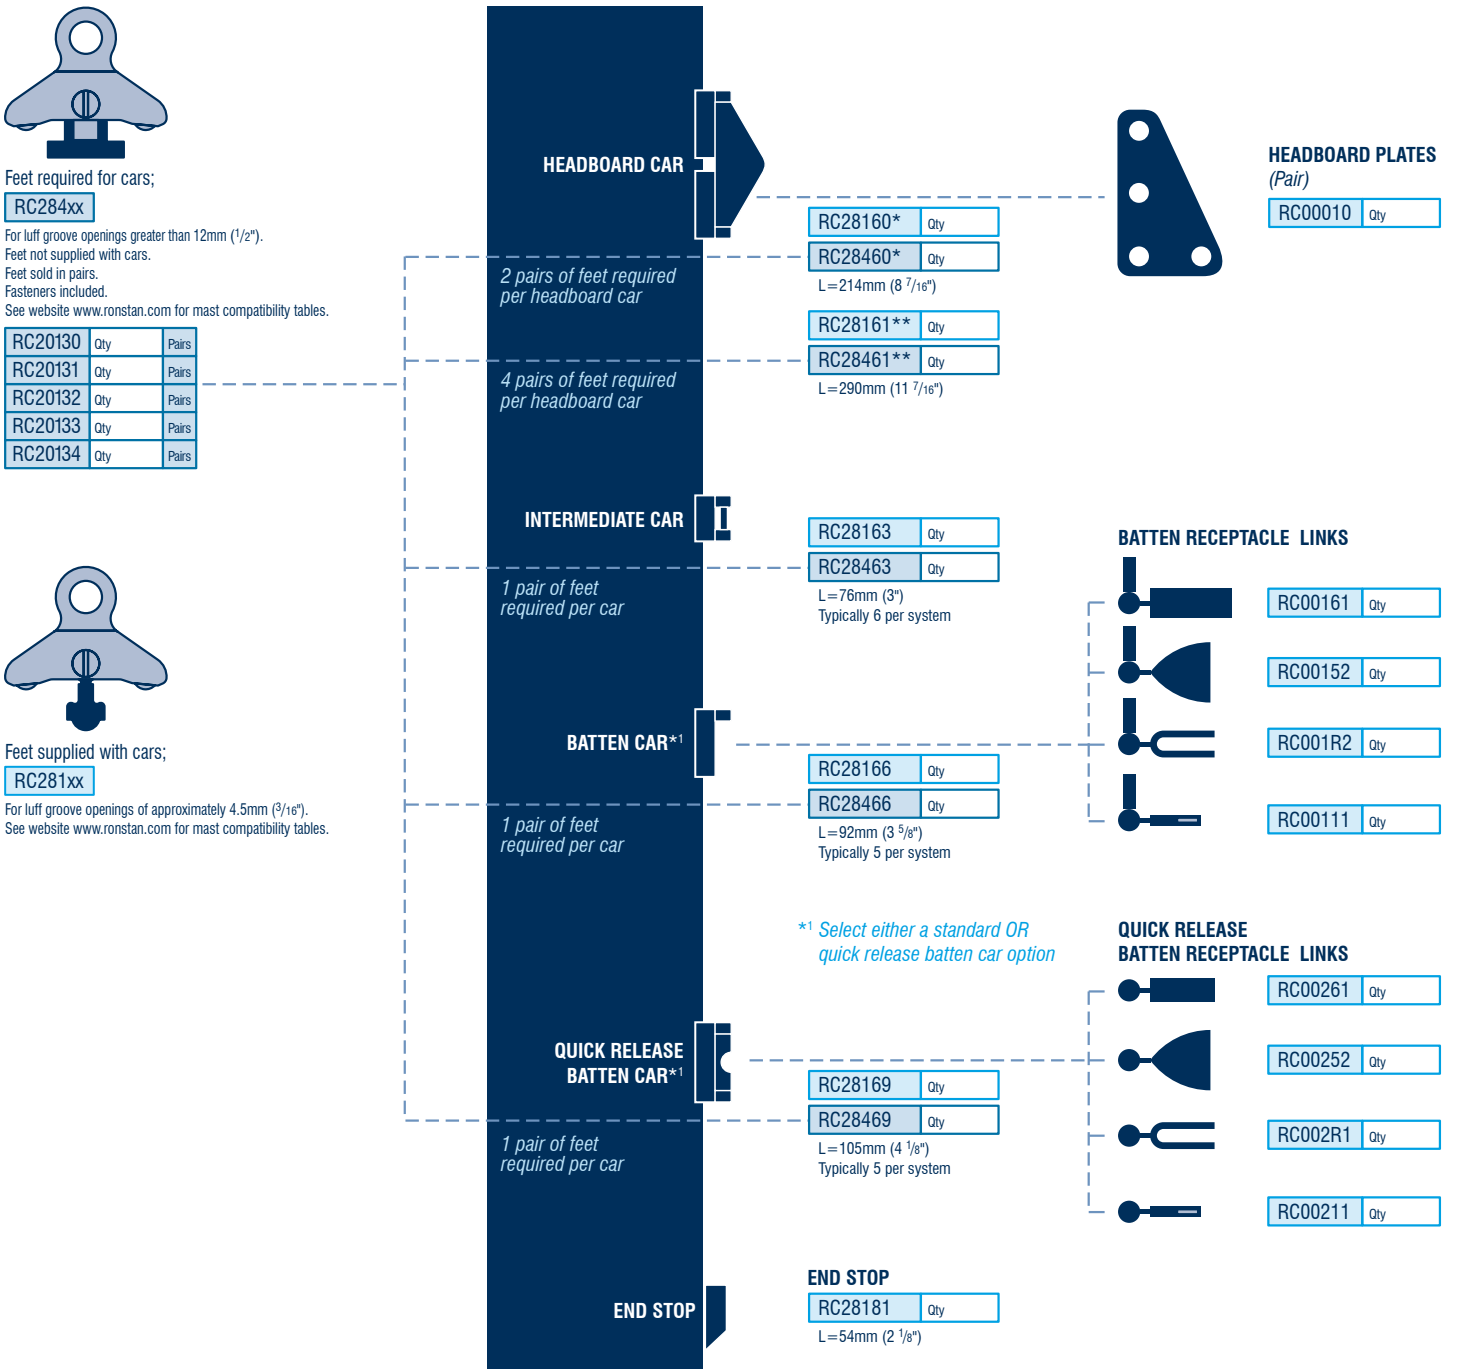 Feet required for cars;
RC284xx
For luff groove openings greater than 12mm (1/2").
Feet not supplied with cars.
Feet sold in pairs.
Fasteners included.
See website www.ronstan.com for mast compatibility tables.
RC20130 Qty Pairs
RC20131 Qty Pairs
RC20132 Qty Pairs
RC20133 Qty Pairs
RC20134 Qty Pairs
Feet supplied with cars;
RC281xx
For luff groove openings of approximately 4.5mm (3/16").
See website www.ronstan.com for mast compatibility tables.
HEADBOARD CAR
2 pairs of feet required
per headboard car
4 pairs of feet required
per headboard car
RC28160* Qty
RC28460* Qty
L=214mm (8 7/16")
RC28161** Qty
RC28461** Qty
L=290mm (11 7/16")
HEADBOARD PLATES
(Pair)
RC00010 Qty
INTERMEDIATE CAR
1 pair of feet
required per car
RC28163 Qty
RC28463 Qty
L=76mm (3")
Typically 6 per system
BATTEN CAR*1
1 pair of feet
required per car
RC28166 Qty
RC28466 Qty
L=92mm (3 5/8")
Typically 5 per system
BATTEN RECEPTACLE LINKS
RC00161 Qty
RC00152 Qty
RC001R2 Qty
RC00111 Qty
*1 Select either a standard OR
quick release batten car option
QUICK RELEASE
BATTEN CAR*1
1 pair of feet
required per car
RC28169 Qty
RC28469 Qty
L=105mm (4 1/8")
Typically 5 per system
QUICK RELEASE
BATTEN RECEPTACLE LINKS
RC00261 Qty
RC00252 Qty
RC002R1 Qty
RC00211 Qty
END STOP
END STOP
RC28181 Qty
L=54mm (2 1/8")